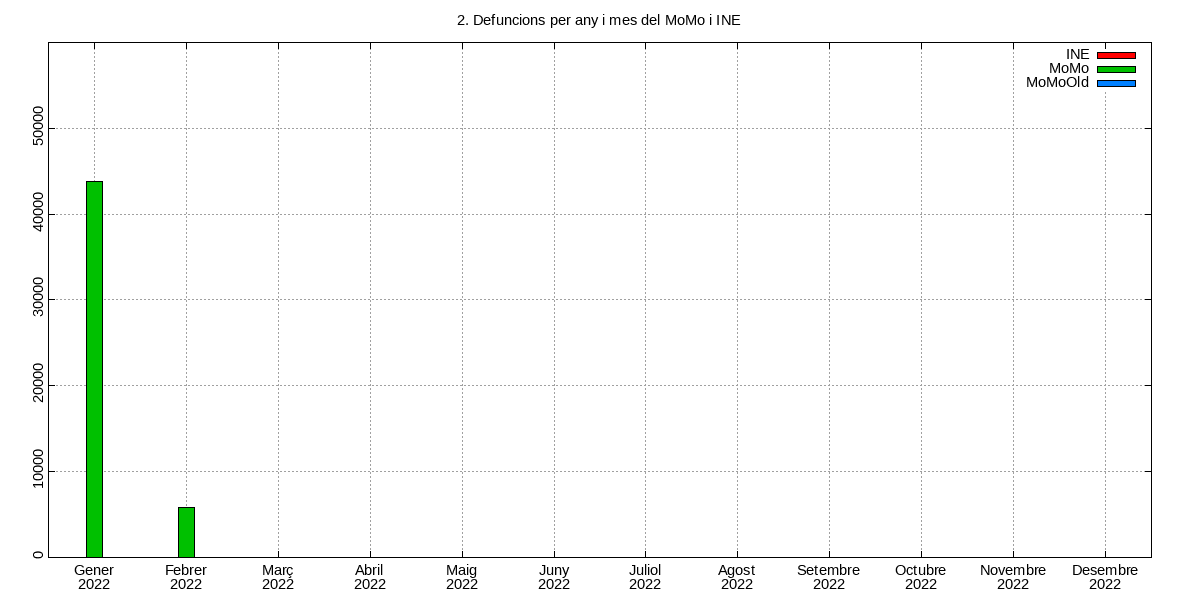 2. Defuncions per any i mes del MoMo i INE
INE
MoMo
MoMoOld
50000
40000
30000
20000
10000
0
Gener Febrer Març Abril Maig Juny Juliol Agost Setembre Octubre Novembre Desembre
2022 2022 2022 2022 2022 2022 2022 2022 2022 2022 2022 2022